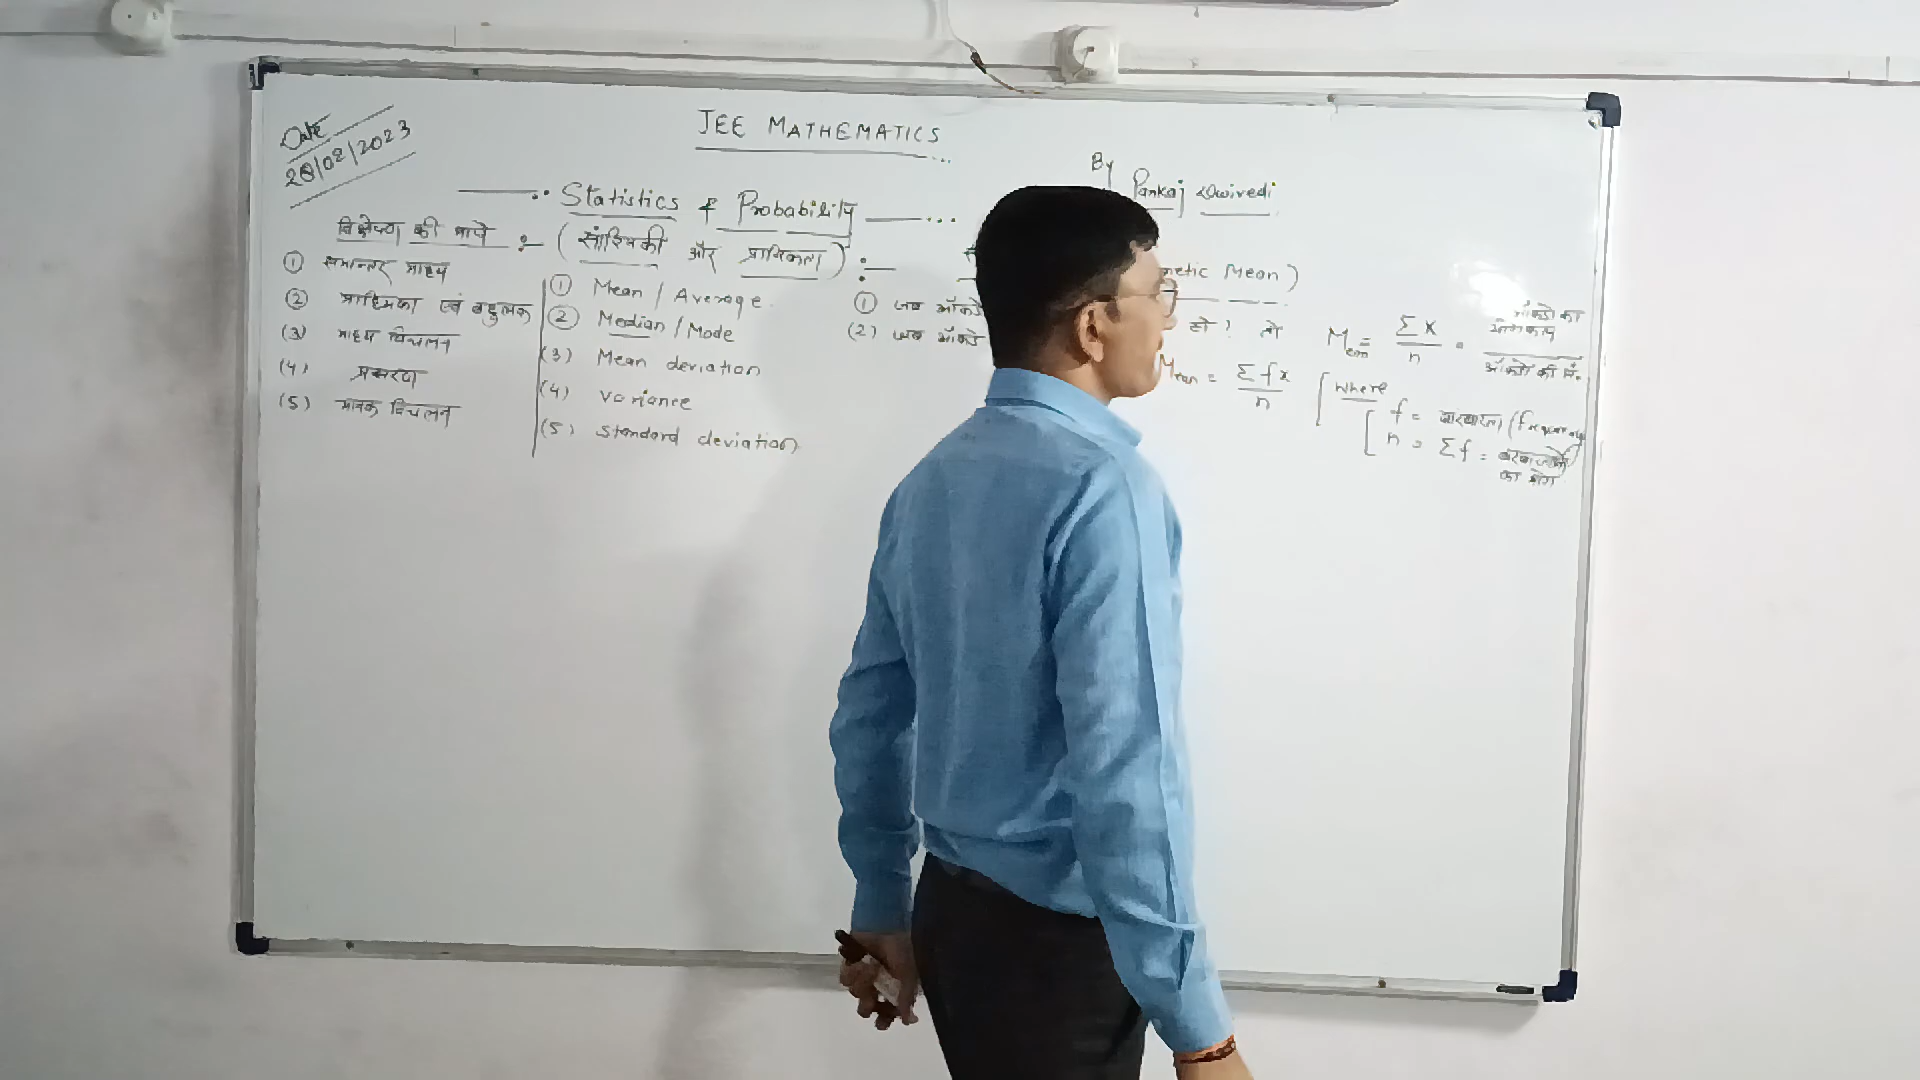 Date
28/02/2023
JEE MATHEMATICS
By Pankaj Dwivedi
Statistics & Probability
विक्षेपण की मापें :-
(सांख्यिकी और प्रायिकता) :-
① समान्तर माध्य
② माध्यिका एवं बहुलक
(3) माध्य विचलन
(4) प्रसरण
(5) मानक विचलन
① Mean / Average
② Median / Mode
(3) Mean deviation
(4) variance
(5) Standard deviation
Mean)
① जब आँकड़े हो ? तो Mean = Σx/n = आँकड़ो का / आँकड़ो की सं.
(2) जब आँकड़े Mean = Σfx/n [where
f = बारंबारता (frequency)
n = Σf = बारंबारताओं
का योग